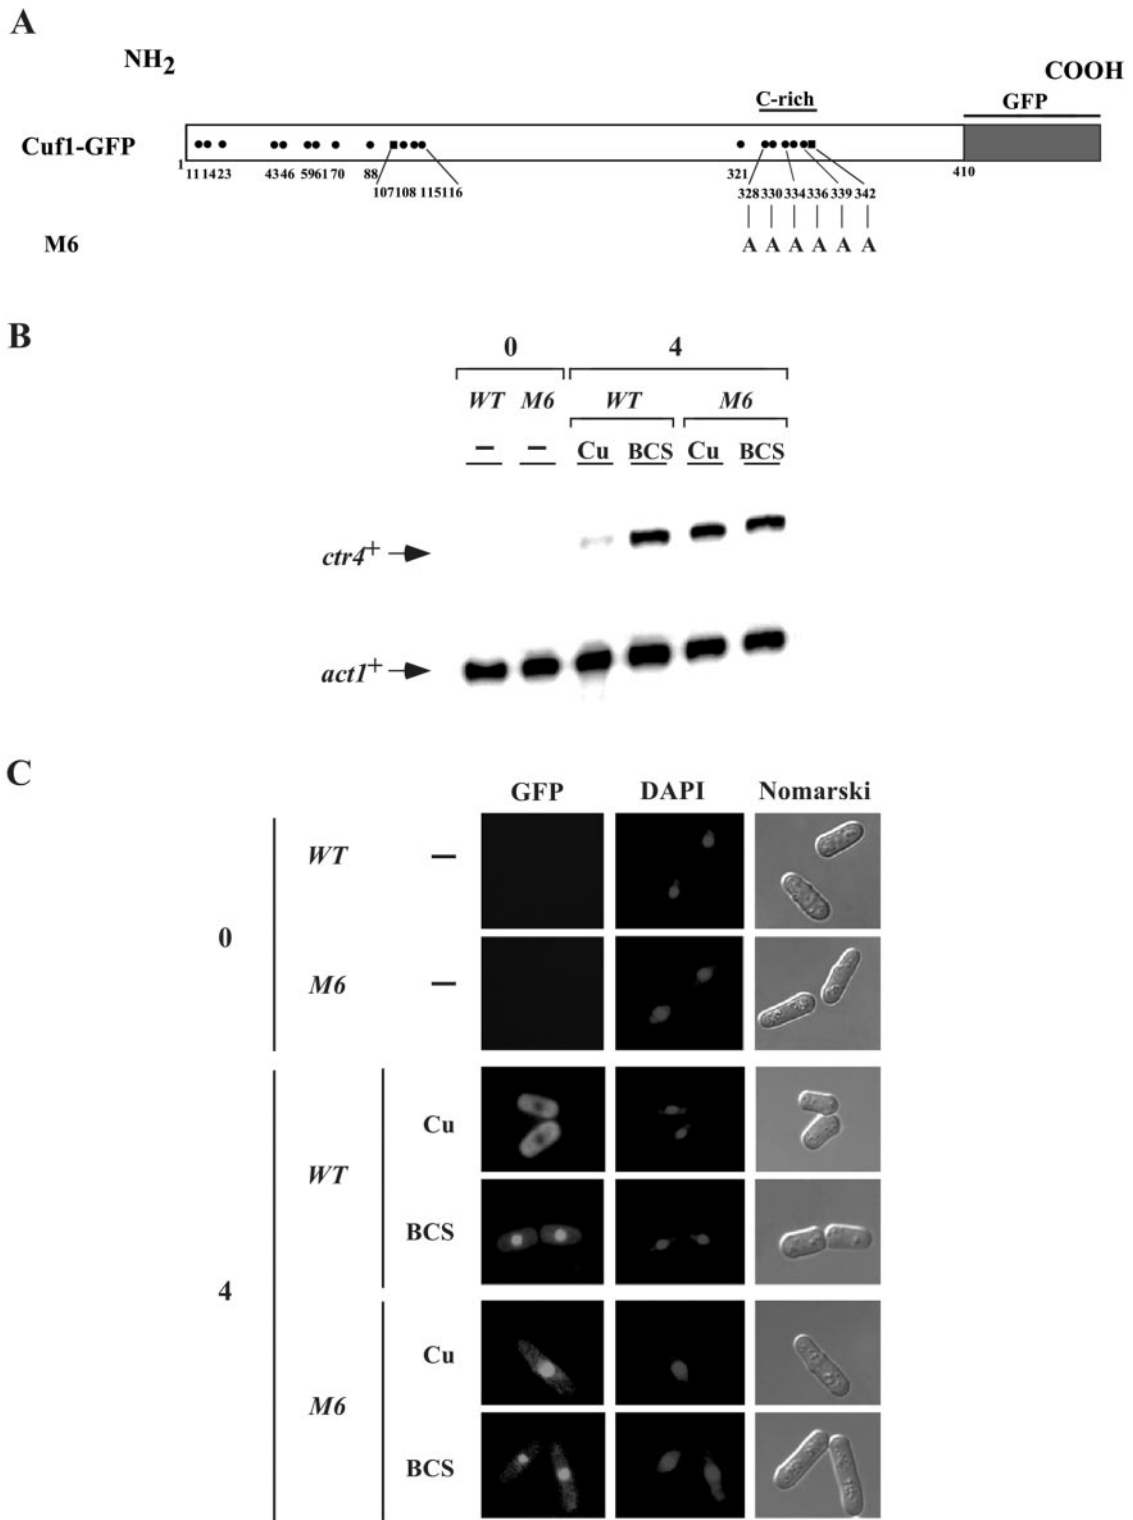 A
NH2
COOH
C-rich
GFP
Cuf1-GFP
1
11 14 23 43 46 59 61 70 88 107 108 115 116 321 328 330 334 336 339 342 410
M6
A A A A A A
B
0 4
WT M6 WT M6
– – Cu BCS Cu BCS
ctr4+
act1+
C
GFP DAPI Nomarski
0
WT –
M6 –
4
WT
Cu
BCS
M6
Cu
BCS